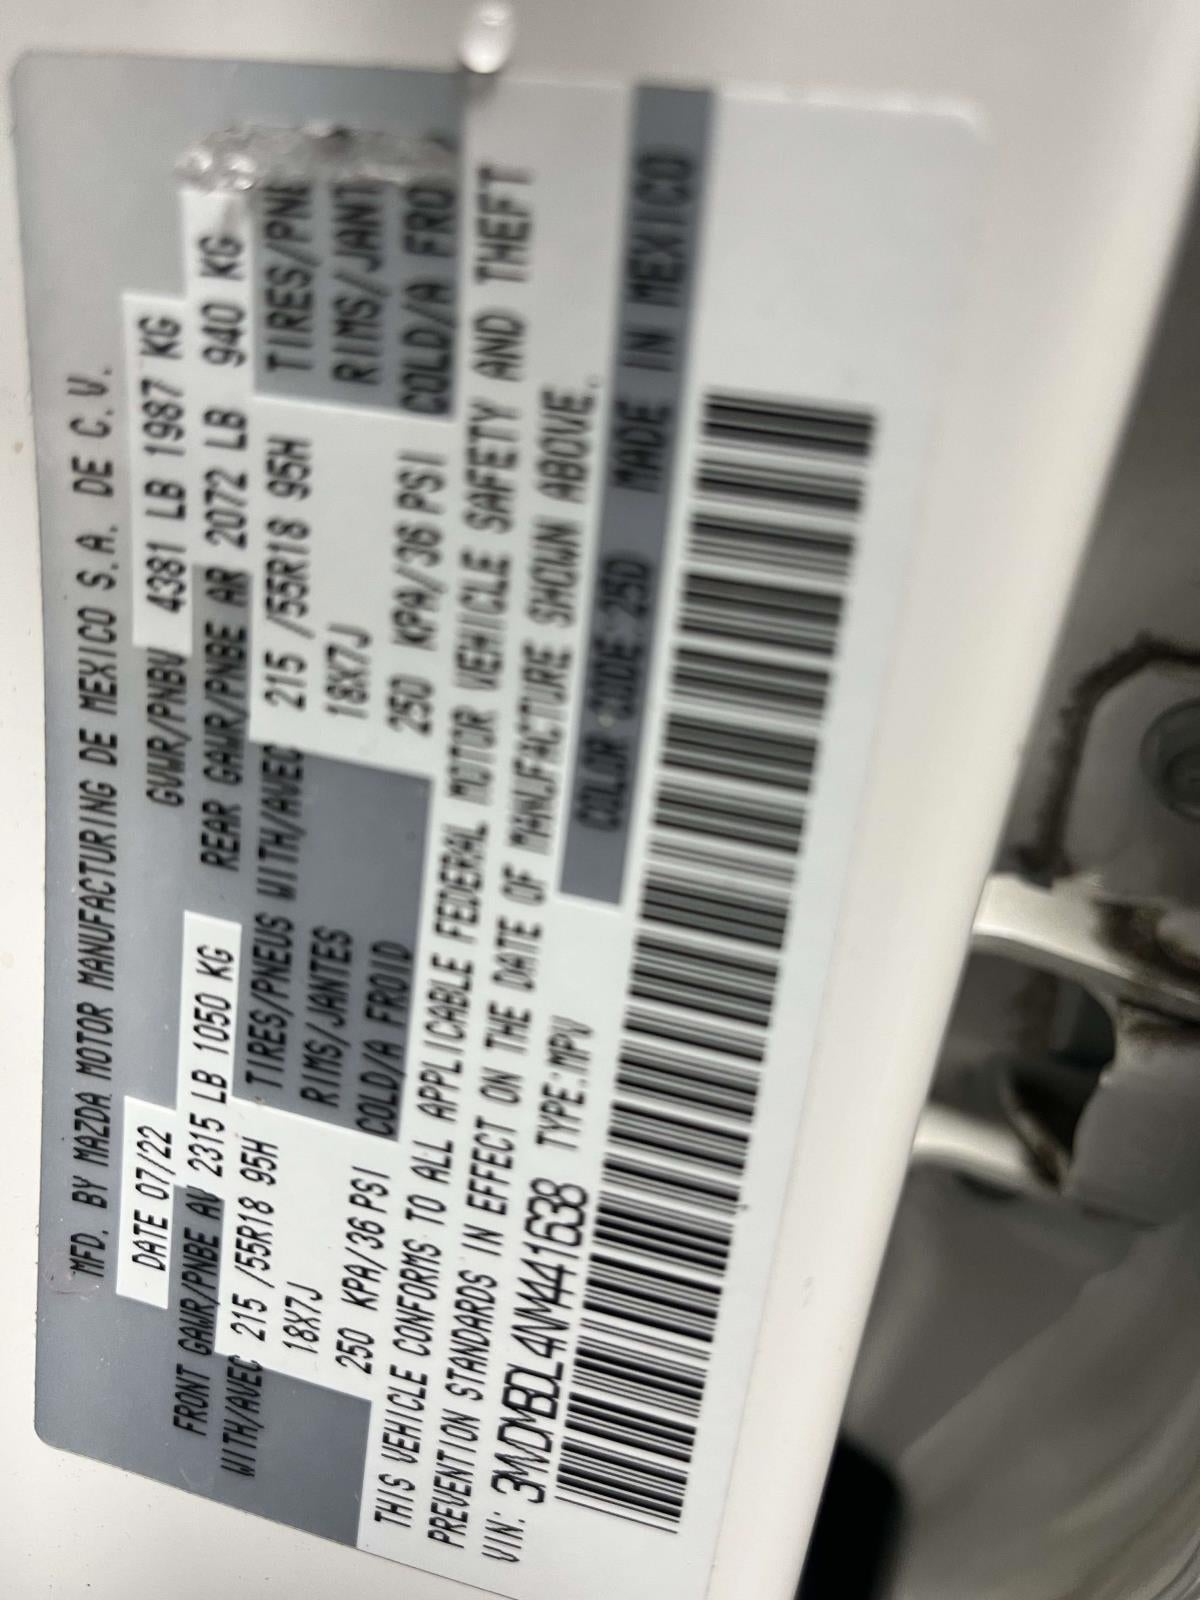 MFD. BY MAZDA MOTOR MANUFACTURING DE MEXICO S.A. DE C.V.
DATE 07/22 GVWR/PNBV 4381 LB 1987 KG
FRONT GAWR/PNBE AV 2315 LB 1050 KG REAR GAWR/PNBE AR 2072 LB 940 KG
WITH/AVEC 215 /55R18 95H TIRES/PNEUS WITH/AVEC 215 /55R18 95H TIRES/PNE
18X7J RIMS/JANTES 18X7J RIMS/JANT
250 KPA/36 PSI COLD/A FROID 250 KPA/36 PSI COLD/A FRO
THIS VEHICLE CONFORMS TO ALL APPLICABLE FEDERAL MOTOR VEHICLE SAFETY AND THEFT
PREVENTION STANDARDS IN EFFECT ON THE DATE OF MANUFACTURE SHOWN ABOVE.
VIN: 3MVDMBDL4NM441638 TYPE:MPV COLOR CODE:25D MADE IN MEXICO